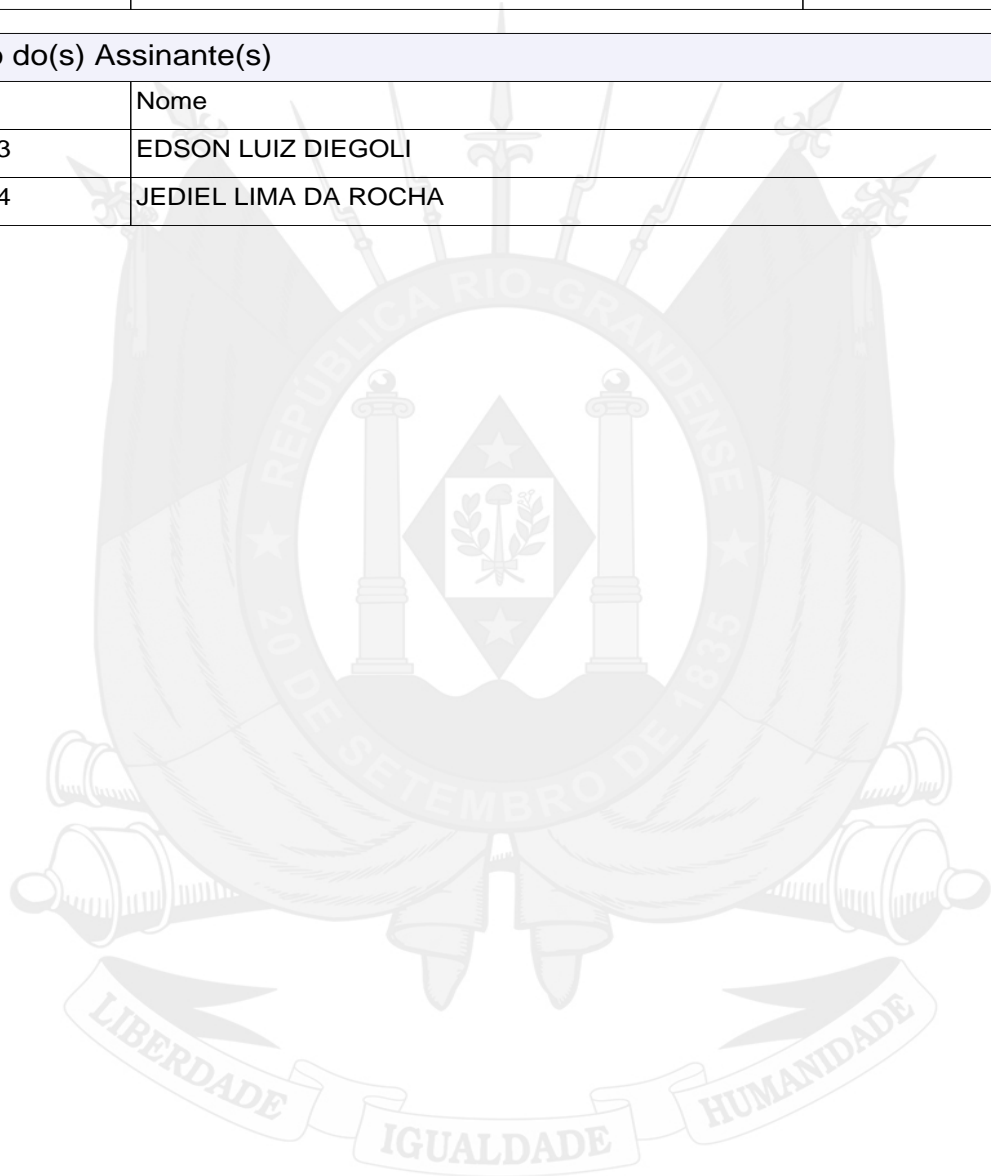 o do(s) Assinante(s)
Nome
3 EDSON LUIZ DIEGOLI
4 JEDIEL LIMA DA ROCHA
REPÚBLICA RIO-GRANDENSE
20 DE SETEMBRO DE 1835
LIBERDADE IGUALDADE HUMANIDADE